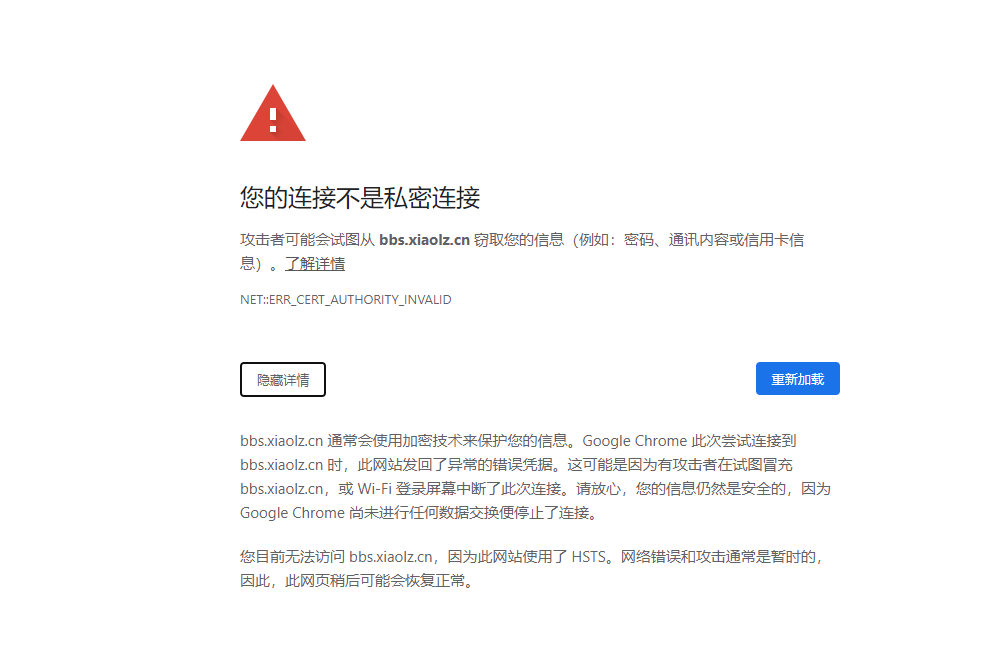 您的连接不是私密连接
攻击者可能会试图从 bbs.xiaolz.cn 窃取您的信息（例如：密码、通讯内容或信用卡信
息）。了解详情
NET::ERR_CERT_AUTHORITY_INVALID
隐藏详情
重新加载
bbs.xiaolz.cn 通常会使用加密技术来保护您的信息。Google Chrome 此次尝试连接到
bbs.xiaolz.cn 时，此网站发回了异常的错误凭据。这可能是因为有攻击者在试图冒充
bbs.xiaolz.cn，或 Wi-Fi 登录屏幕中断了此次连接。请放心，您的信息仍然是安全的，因为
Google Chrome 尚未进行任何数据交换便停止了连接。
您目前无法访问 bbs.xiaolz.cn，因为此网站使用了 HSTS。网络错误和攻击通常是暂时的，
因此，此网页稍后可能会恢复正常。